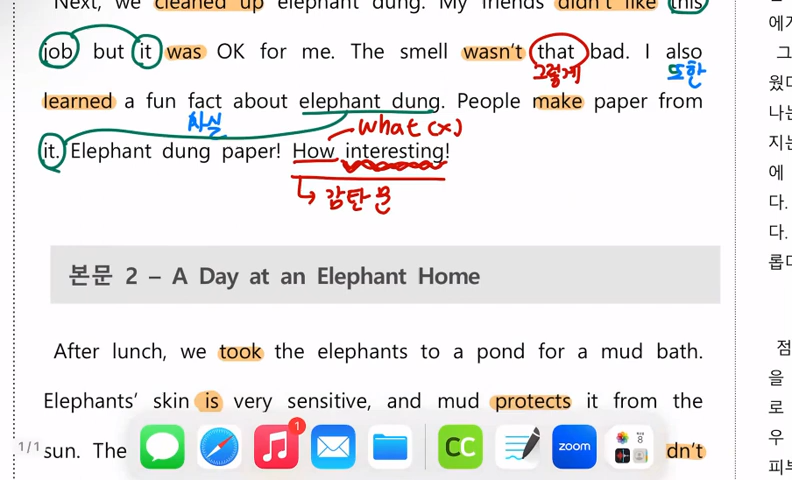 Next, we cleaned up elephant dung. My friends didn't like this
job but it was OK for me. The smell wasn't that bad. I also
그렇게 또한
learned a fun fact about elephant dung. People make paper from
사실 what (x)
it. Elephant dung paper! How interesting!
↳ 감탄문
본문 2 – A Day at an Elephant Home
After lunch, we took the elephants to a pond for a mud bath.
Elephants' skin is very sensitive, and mud protects it from the
1/1 sun. The dn't
1
CC
zoom
8
에
그
웠다
나는
지는
에
다.
다.
롭다
점
을
로
우
피부